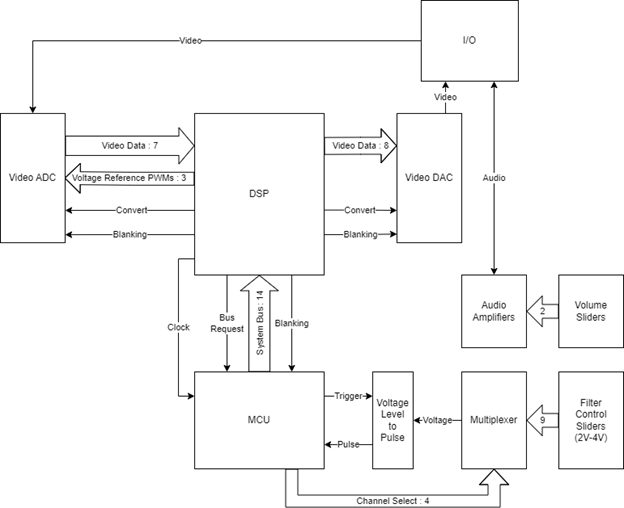 I/O
Video
Video
Video ADC
Video Data : 7
Voltage Reference PWMs : 3
Convert
Blanking
DSP
Video Data : 8
Convert
Blanking
Video DAC
Audio
Audio
Amplifiers
2
Volume
Sliders
Clock
Bus
Request
System Bus : 14
Blanking
MCU
Trigger
Pulse
Voltage
Level
to
Pulse
Voltage
Multiplexer
9
Filter
Control
Sliders
(2V-4V)
Channel Select : 4